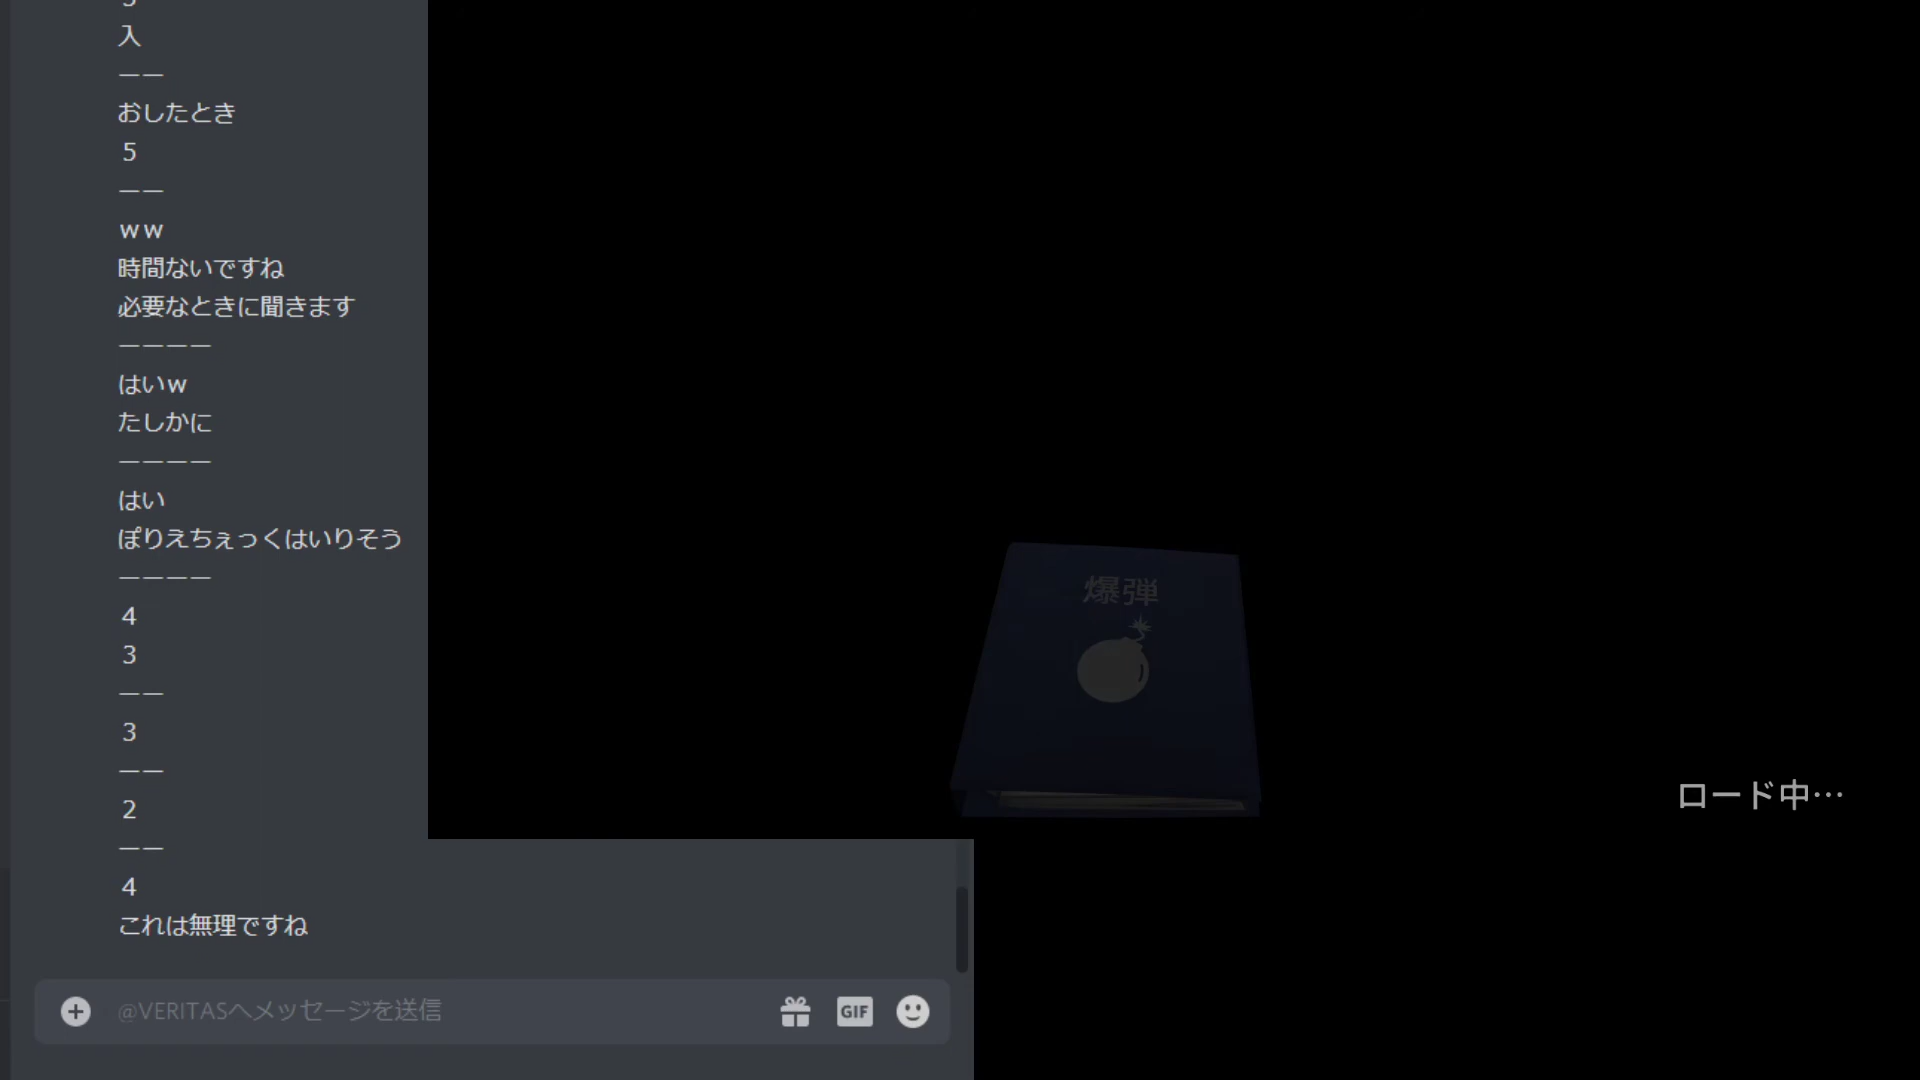 入
ーー
おしたとき
5
ーー
ｗｗ
時間ないですね
必要なときに聞きます
ーーーー
はいｗ
たしかに
ーーーー
はい
ぽりえちぇっくはいりそう
ーーーー
4
3
ーー
3
ーー
2
ーー
4
これは無理ですね
@VERITASへメッセージを送信
GIF
爆弾
ロード中…